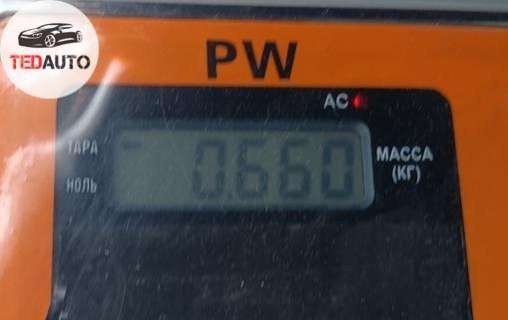 TEDAUTO
PW
AC
ТАРА
0.660
МАССА
(КГ)
НОЛЬ